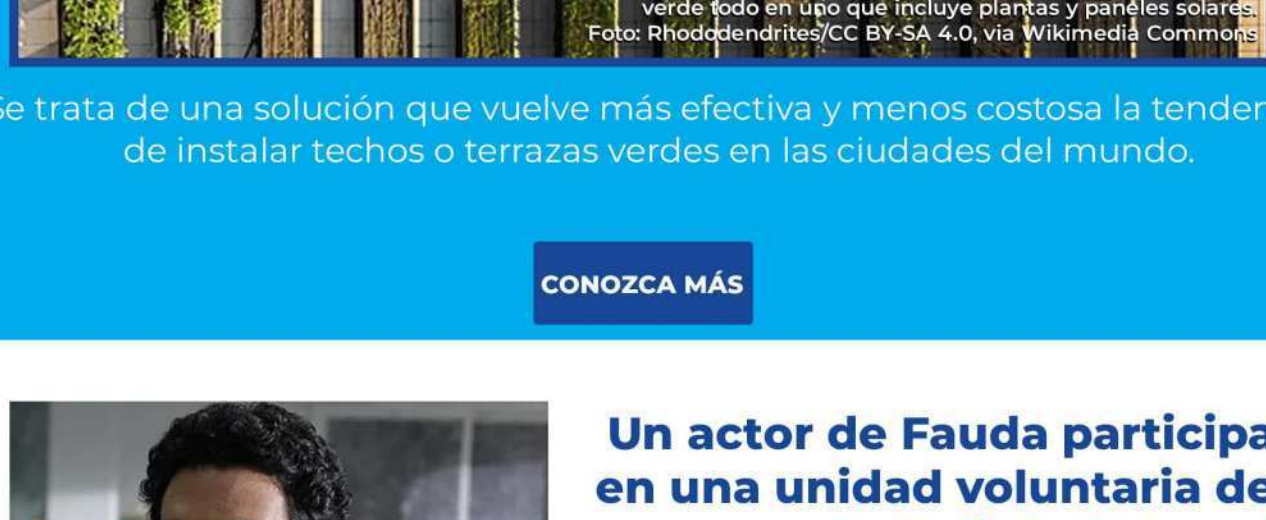 verde todo en uno que incluye plantas y paneles solares.
Foto: Rhododendrites/CC BY-SA 4.0, via Wikimedia Commons
Se trata de una solución que vuelve más efectiva y menos costosa la tenden
de instalar techos o terrazas verdes en las ciudades del mundo.
CONOZCA MÁS
Un actor de Fauda participa
en una unidad voluntaria de